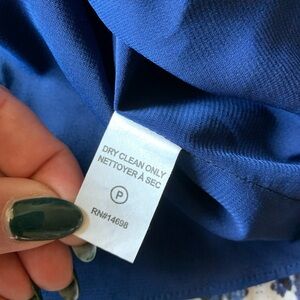 DRY CLEAN ONLY
NETTOYER À SEC
P
RN#14698